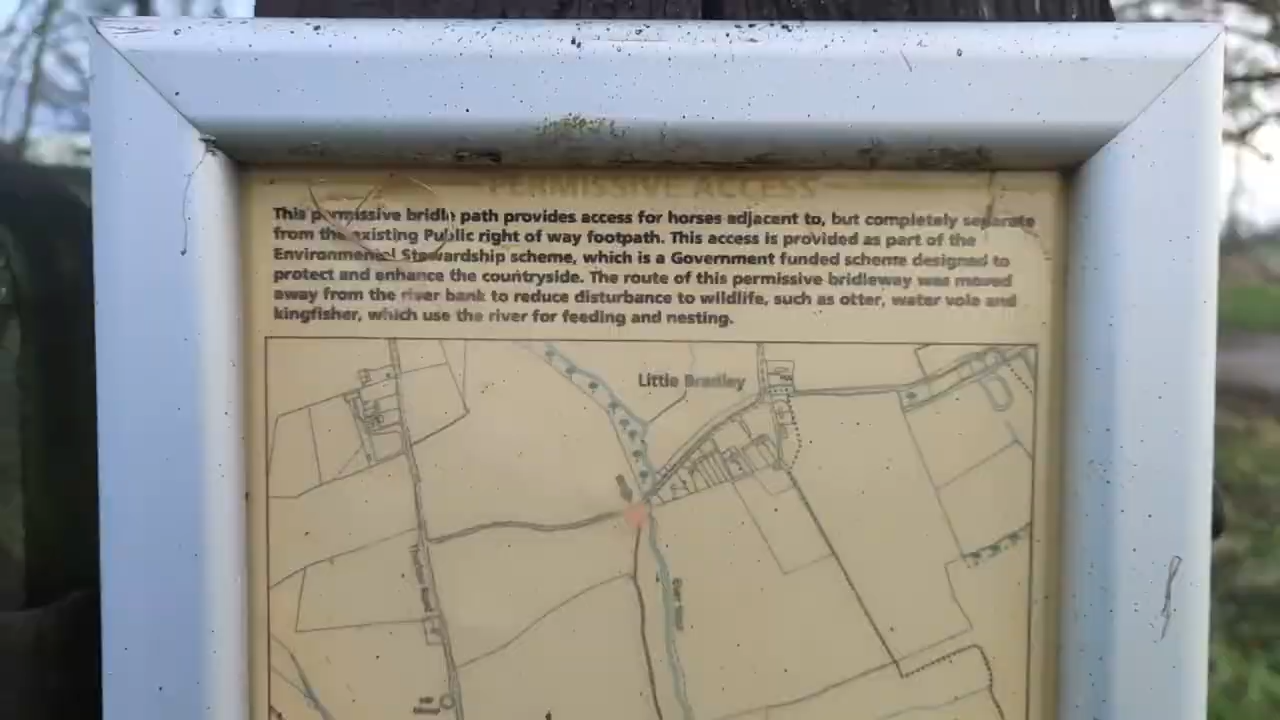 PERMISSIVE ACCESS
This permissive bridle path provides access for horses adjacent to, but completely separate
from the existing Public right of way footpath. This access is provided as part of the
Environmental Stewardship scheme, which is a Government funded scheme designed to
protect and enhance the countryside. The route of this permissive bridleway was moved
away from the river bank to reduce disturbance to wildlife, such as otter, water vole and
kingfisher, which use the river for feeding and nesting.
Little Bradley